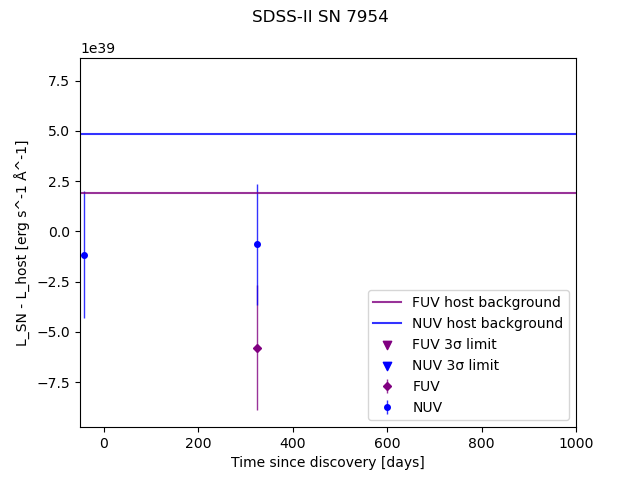 SDSS-II SN 7954
1e39
7.5
5.0
2.5
0.0
−2.5
−5.0
−7.5
L_SN - L_host [erg s^-1 Å^-1]
FUV host background
NUV host background
FUV 3σ limit
NUV 3σ limit
FUV
NUV
0 200 400 600 800 1000
Time since discovery [days]